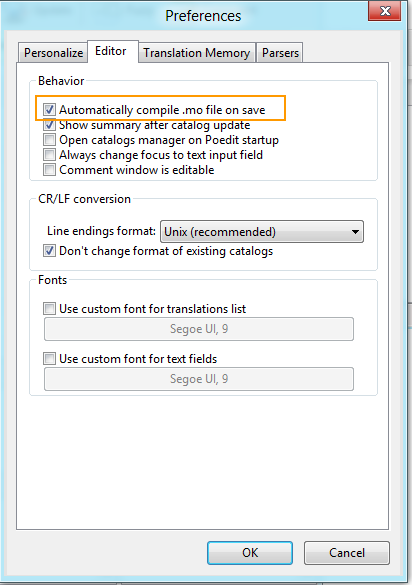 Preferences
Personalize Editor Translation Memory Parsers
Behavior
Automatically compile .mo file on save
Show summary after catalog update
Open catalogs manager on Poedit startup
Always change focus to text input field
Comment window is editable
CR/LF conversion
Line endings format: Unix (recommended)
Don't change format of existing catalogs
Fonts
Use custom font for translations list
Segoe UI, 9
Use custom font for text fields
Segoe UI, 9
OK Cancel